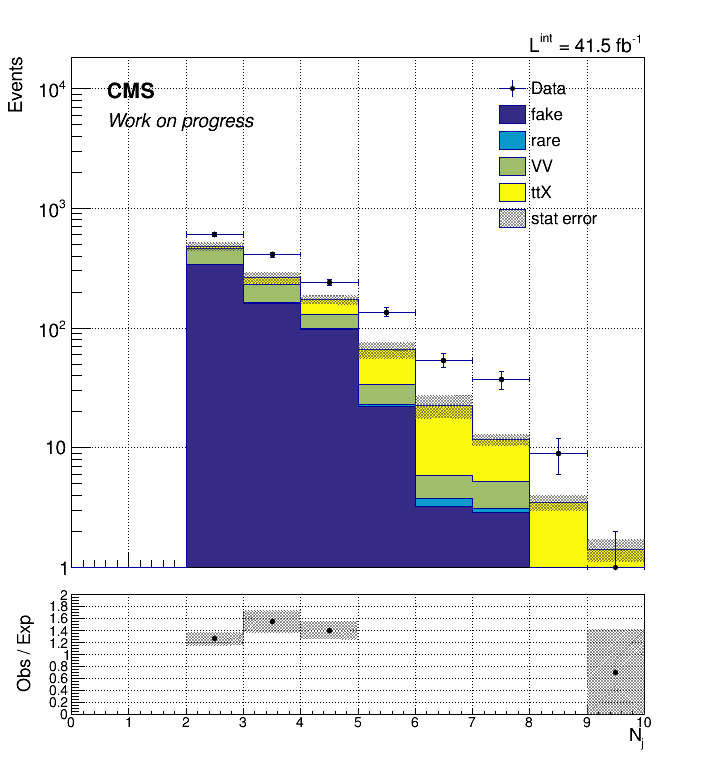 L^int = 41.5 fb^-1
Events
CMS
Work on progress
Data
fake
rare
VV
ttX
stat error
10^4
10^3
10^2
10
1
Obs / Exp
2
1.8
1.6
1.4
1.2
1
0.8
0.6
0.4
0.2
0
0 1 2 3 4 5 6 7 8 9 10
N_j